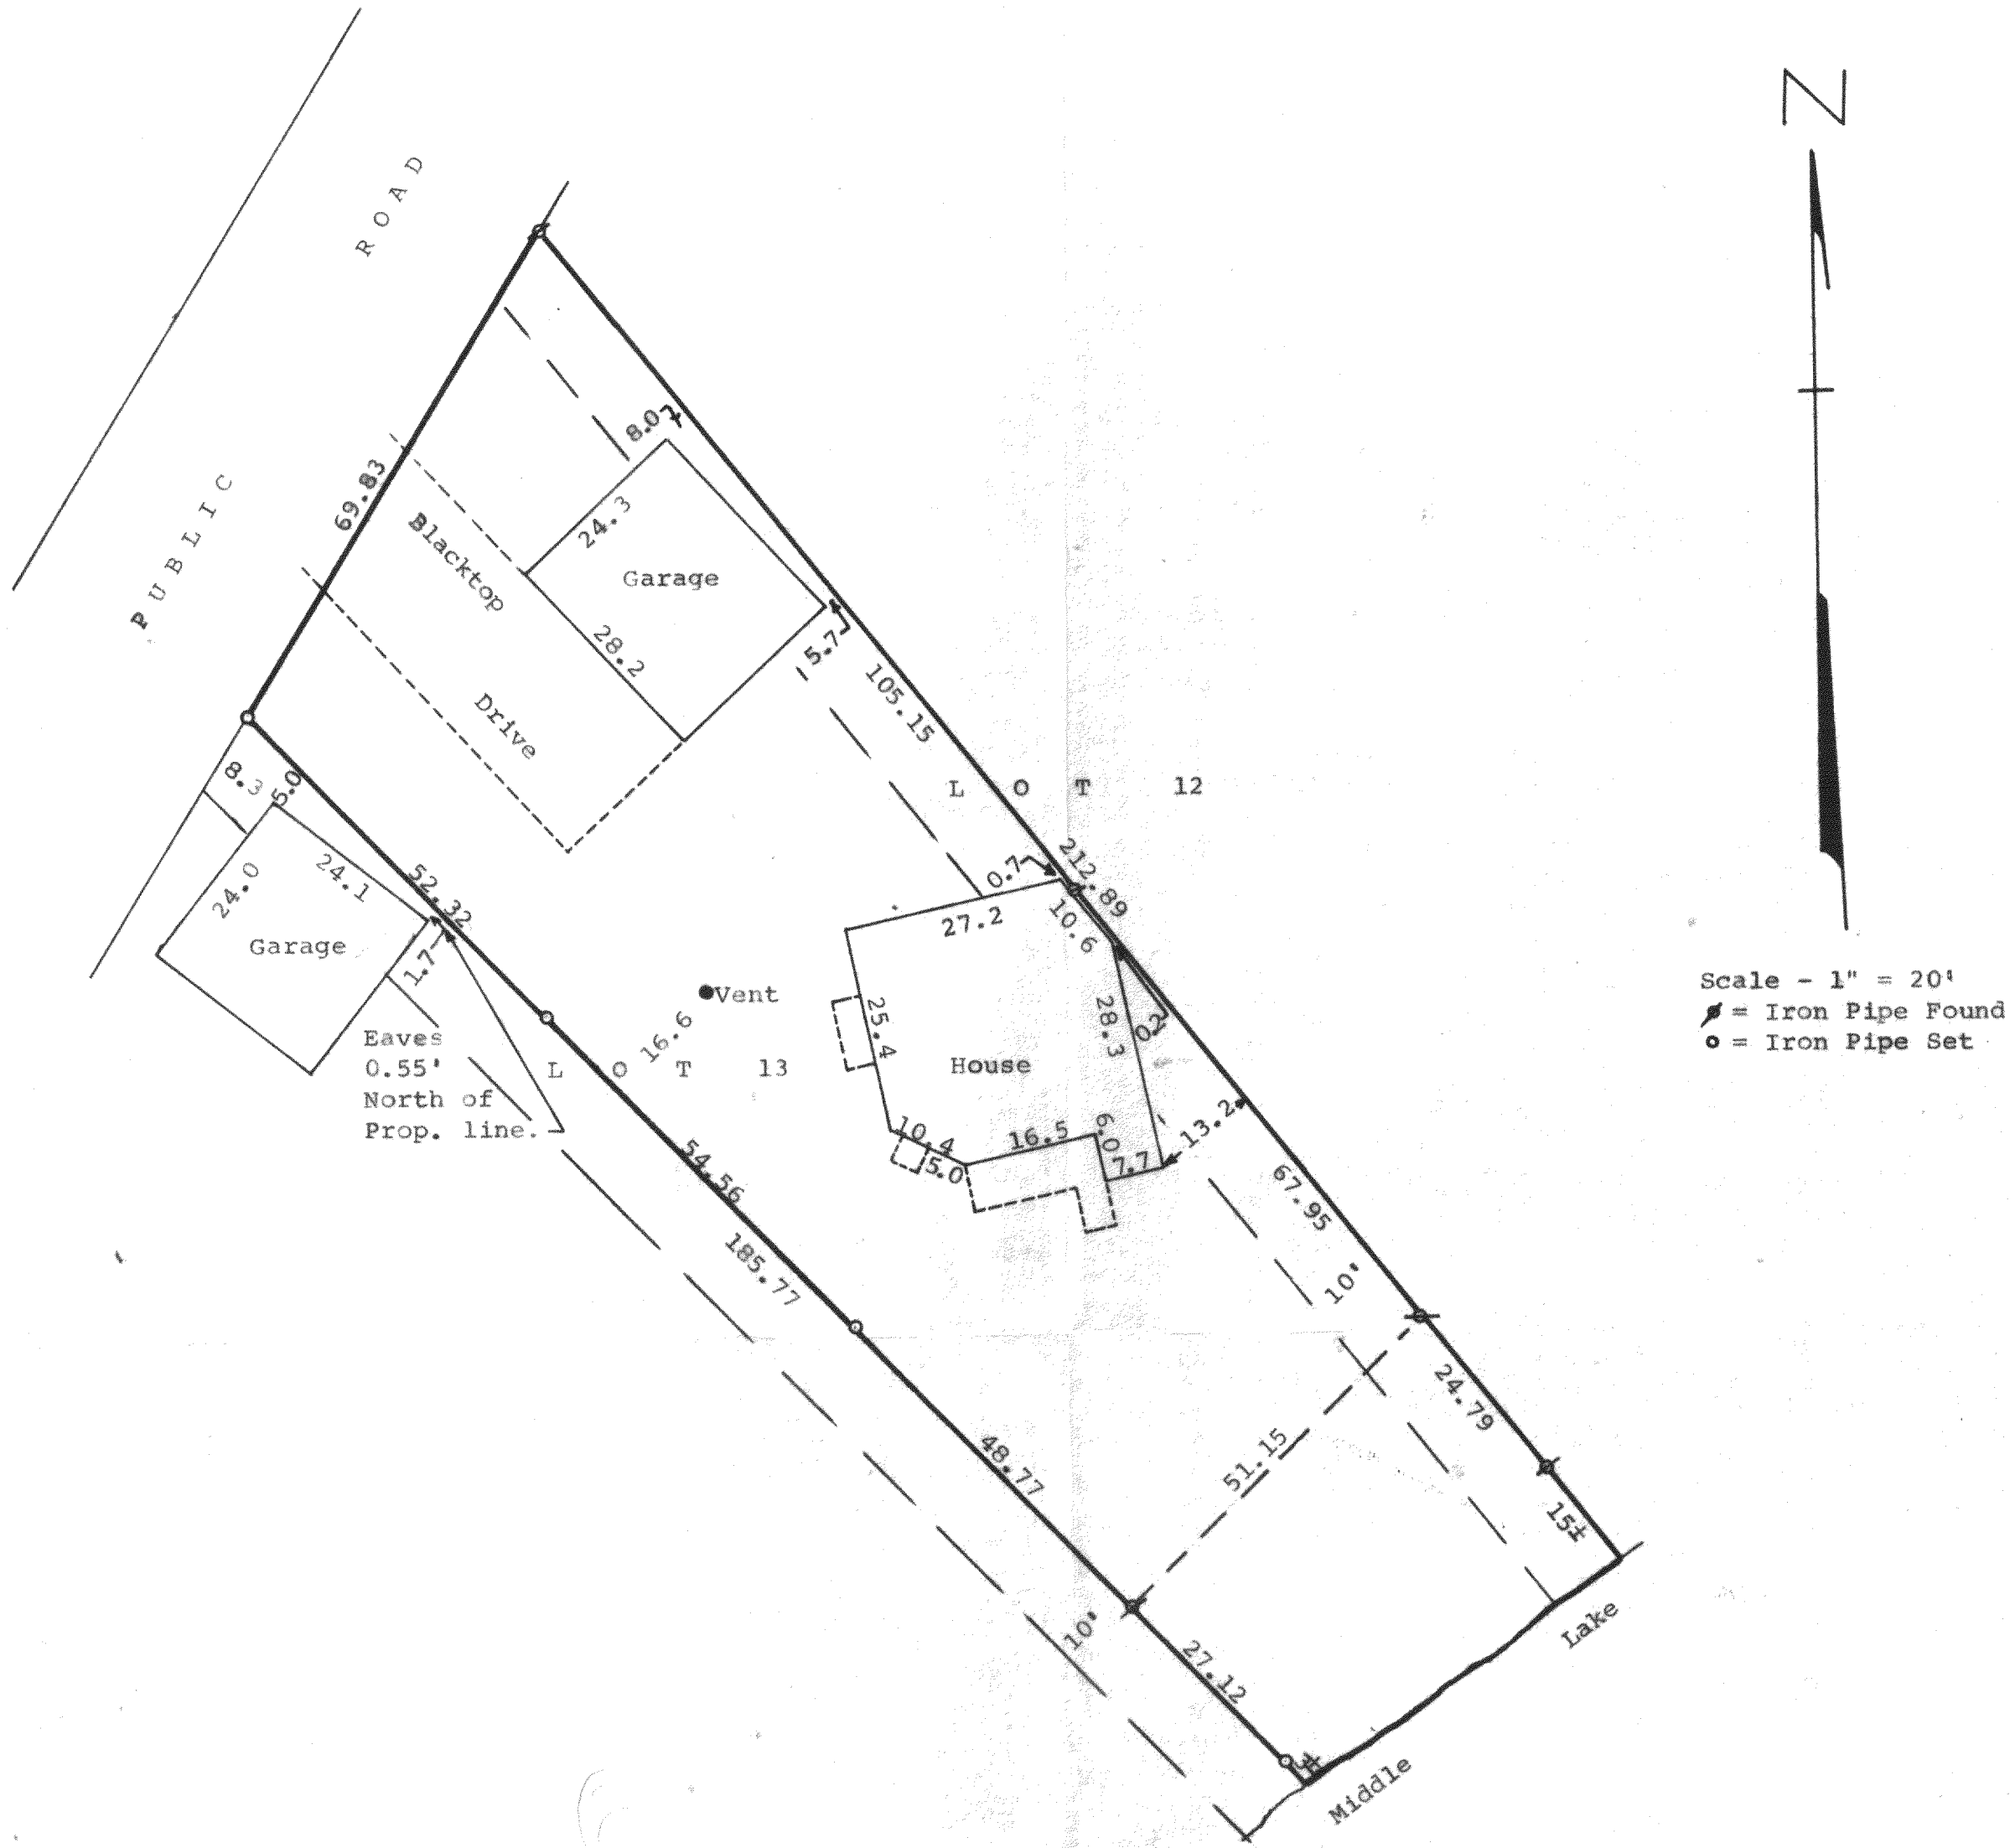 N
PUBLIC ROAD
69.83
8.0
24.3
Blacktop
Garage
28.2
5.7
105.15
Drive
8.3
5.0
LOT 12
24.1
24.0
52.32
Garage
1.7
0.7
212.89
27.2
10.6
Vent
16.6
25.4
28.3
0.2
House
Scale - 1" = 20'
= Iron Pipe Found
= Iron Pipe Set
Eaves
0.55'
North of
Prop. line.
LOT 13
10.4
5.0
16.5
6.0
7.7
13.2
54.56
67.95
185.77
10'
24.79
48.77
51.15
15±
10'
27.12
3±
Middle Lake